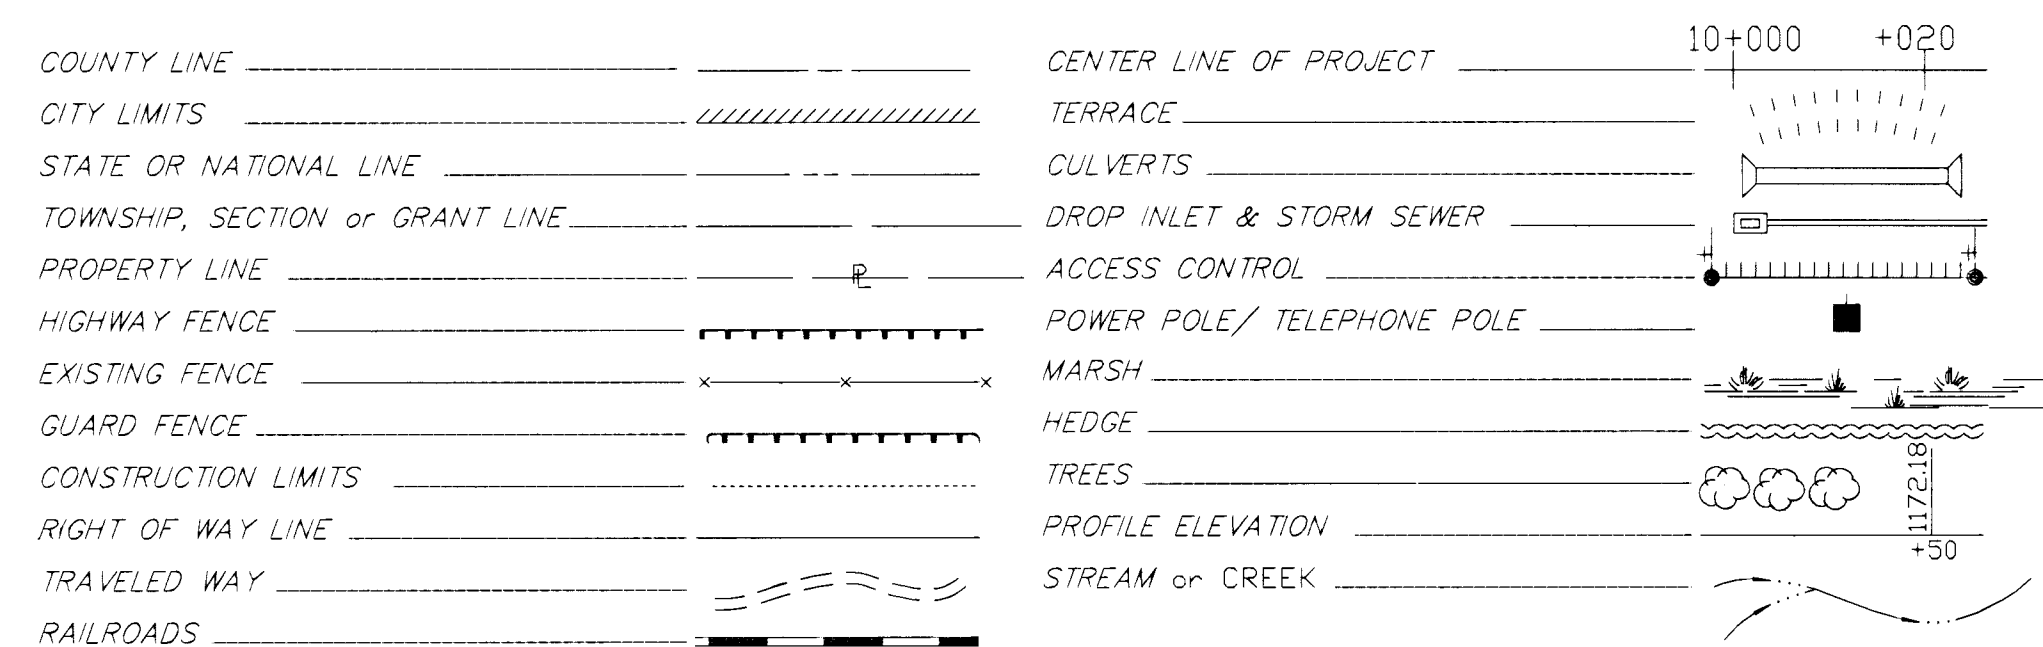 COUNTY LINE
CITY LIMITS
STATE OR NATIONAL LINE
TOWNSHIP, SECTION or GRANT LINE
PROPERTY LINE PL
HIGHWAY FENCE
EXISTING FENCE
GUARD FENCE
CONSTRUCTION LIMITS
RIGHT OF WAY LINE
TRAVELED WAY
RAILROADS
10+000 +020
CENTER LINE OF PROJECT
TERRACE
CULVERTS
DROP INLET & STORM SEWER
ACCESS CONTROL
POWER POLE/ TELEPHONE POLE
MARSH
HEDGE
TREES
1172.18
PROFILE ELEVATION
+50
STREAM or CREEK